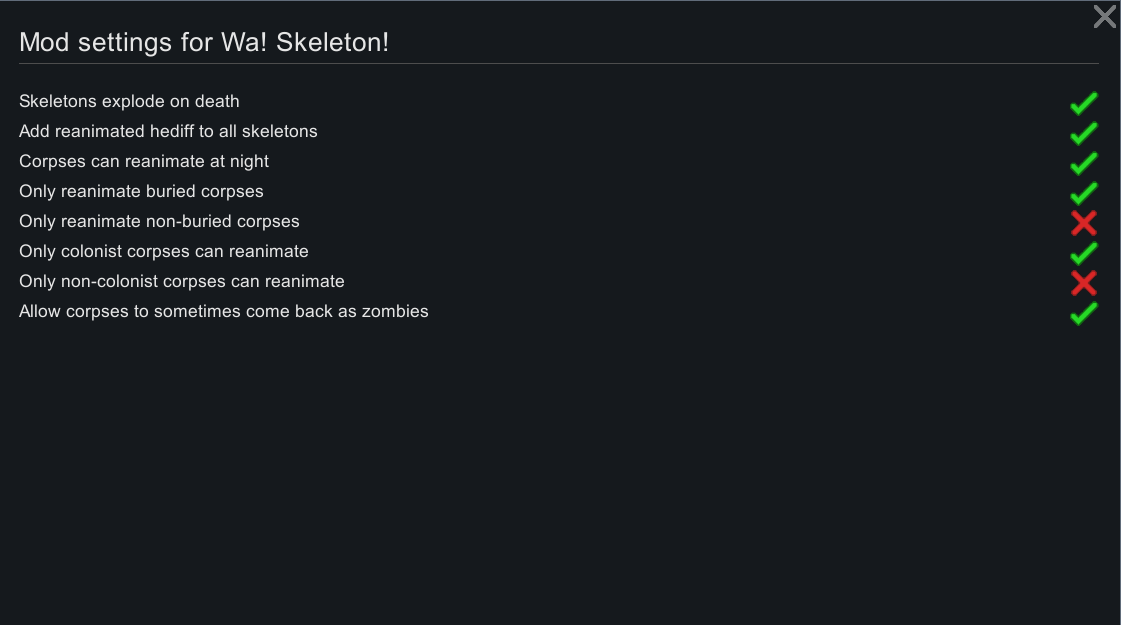 Mod settings for Wa! Skeleton!
Skeletons explode on death
Add reanimated hediff to all skeletons
Corpses can reanimate at night
Only reanimate buried corpses
Only reanimate non-buried corpses
Only colonist corpses can reanimate
Only non-colonist corpses can reanimate
Allow corpses to sometimes come back as zombies